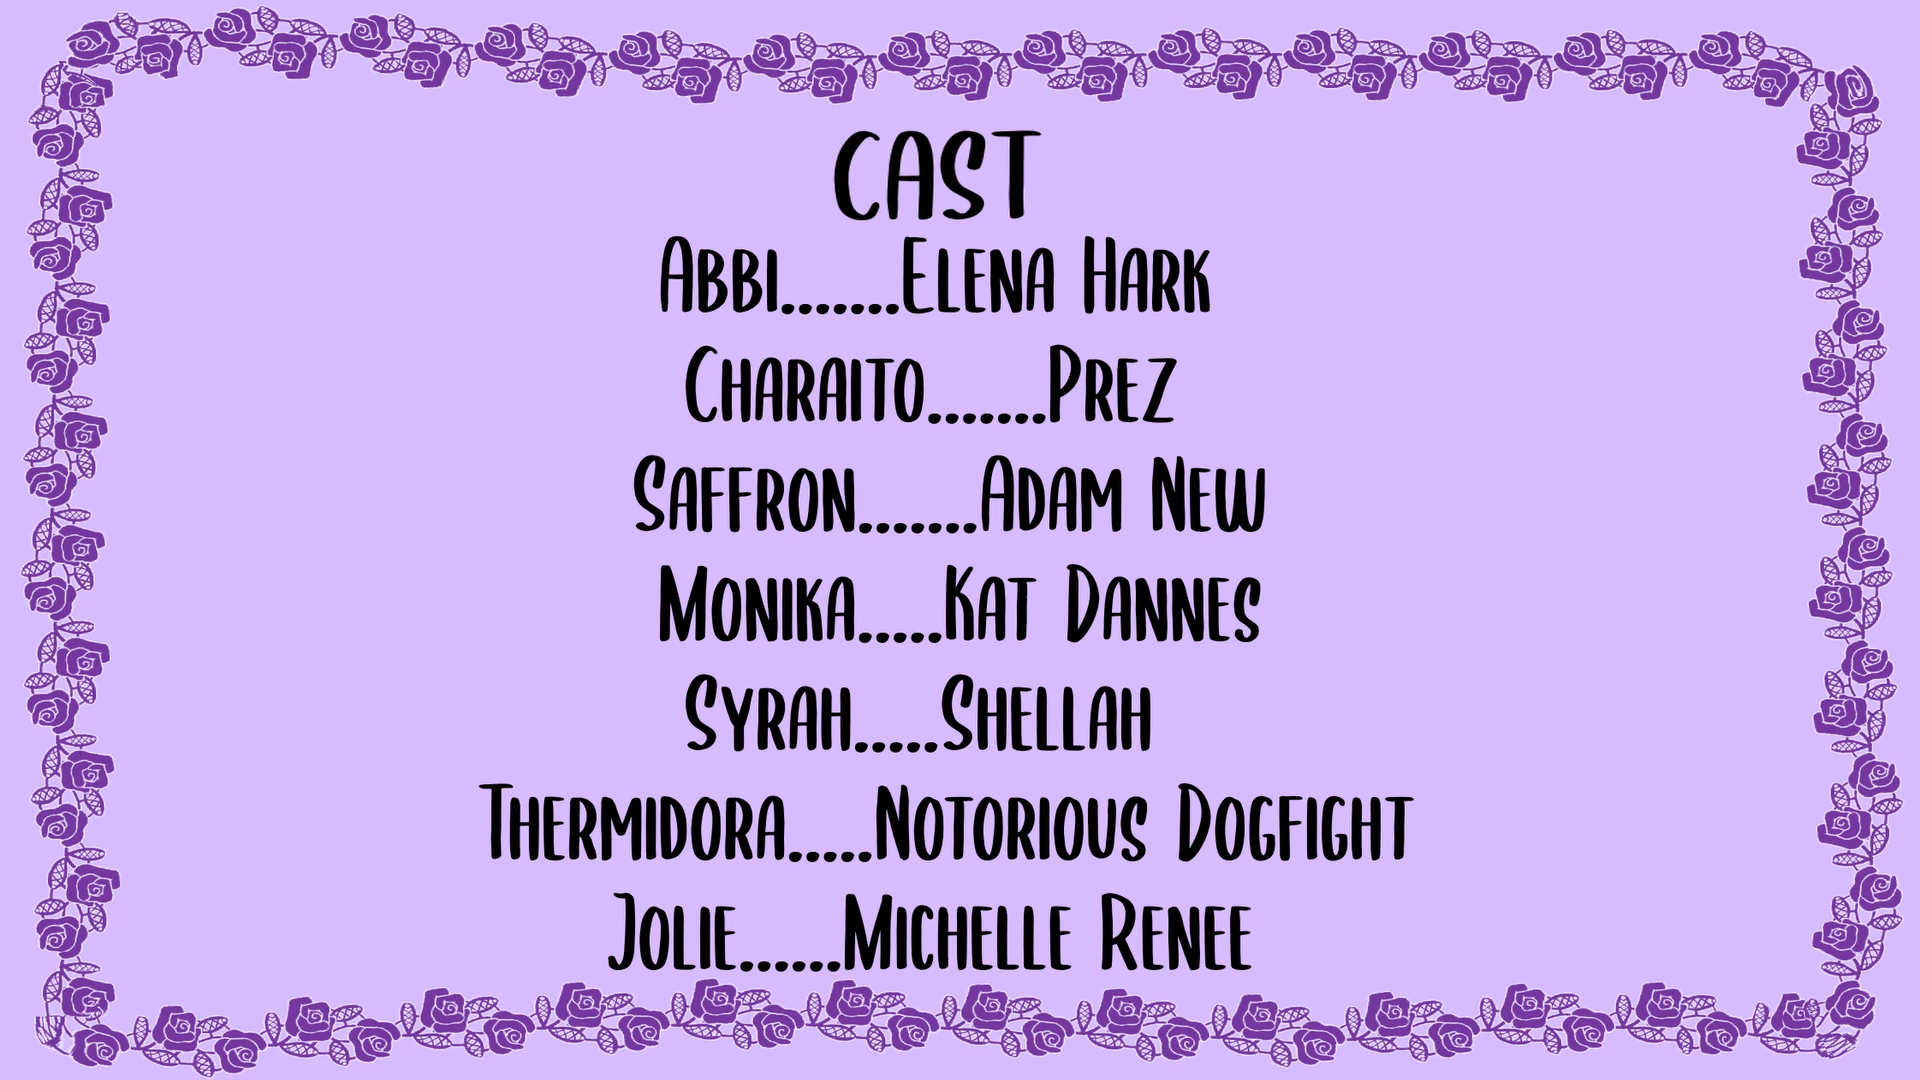 CAST
ABBI.......ELENA HARK
CHARAITO.......PREZ
SAFFRON.......ADAM NEW
MONIKA.....KAT DANNES
SYRAH.....SHELLAH
THERMIDORA.....NOTORIOUS DOGFIGHT
JOLIE......MICHELLE RENEE